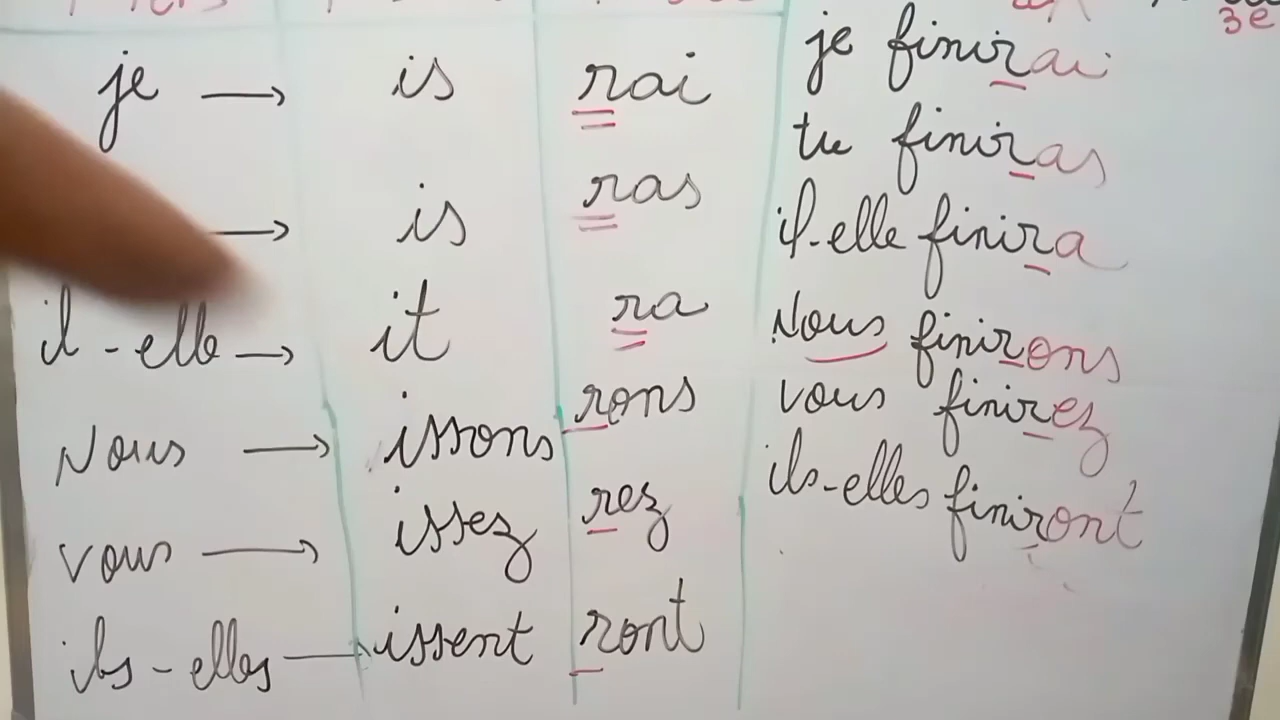 je → is rai
→ is ras
il-elle → it ra
Nous → issons rons
vous → issez rez
ils-elles → issent ront
3e
je finirai
tu finiras
il-elle finira
Nous finirons
vous finirez
ils-elles finiront